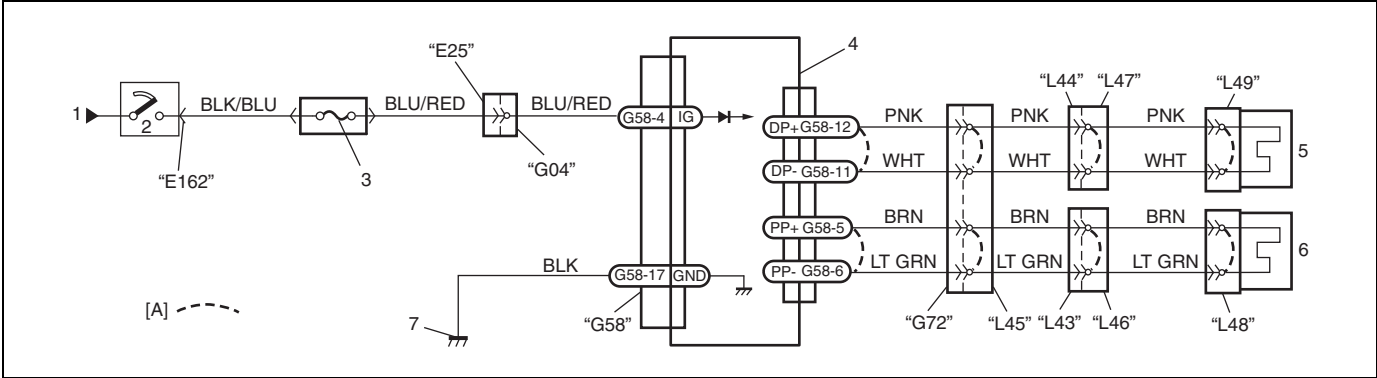 "E25"
4
"L44" "L47"
"L49"
1
2
BLK/BLU
BLU/RED
BLU/RED
G58-4
IG
DP+ G58-12
PNK
PNK
PNK
5
"E162"
3
"G04"
DP- G58-11
WHT
WHT
WHT
PP+ G58-5
BRN
BRN
BRN
6
BLK
G58-17
GND
PP- G58-6
LT GRN
LT GRN
LT GRN
[A]
7
"G58"
"G72"
"L45"
"L43"
"L46"
"L48"